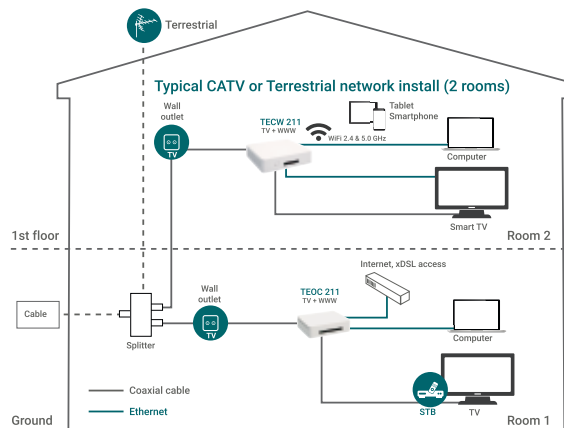 Terrestrial
Typical CATV or Terrestrial network install (2 rooms)
Wall
outlet
TV
TECW 211
TV + WWW
WiFi 2.4 & 5.0 GHz
Tablet
Smartphone
Computer
Smart TV
1st floor
Room 2
Internet, xDSL access
Wall
outlet
TV
TEOC 211
TV + WWW
Cable
Splitter
Computer
Coaxial cable
Ethernet
STB
TV
Ground
Room 1